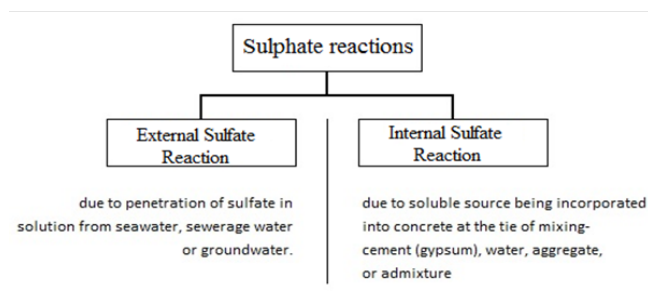 Sulphate reactions
External Sulfate
Reaction
due to penetration of sulfate in
solution from seawater, sewerage water
or groundwater.
Internal Sulfate
Reaction
due to soluble source being incorporated
into concrete at the tie of mixing-
cement (gypsum), water, aggregate,
or admixture